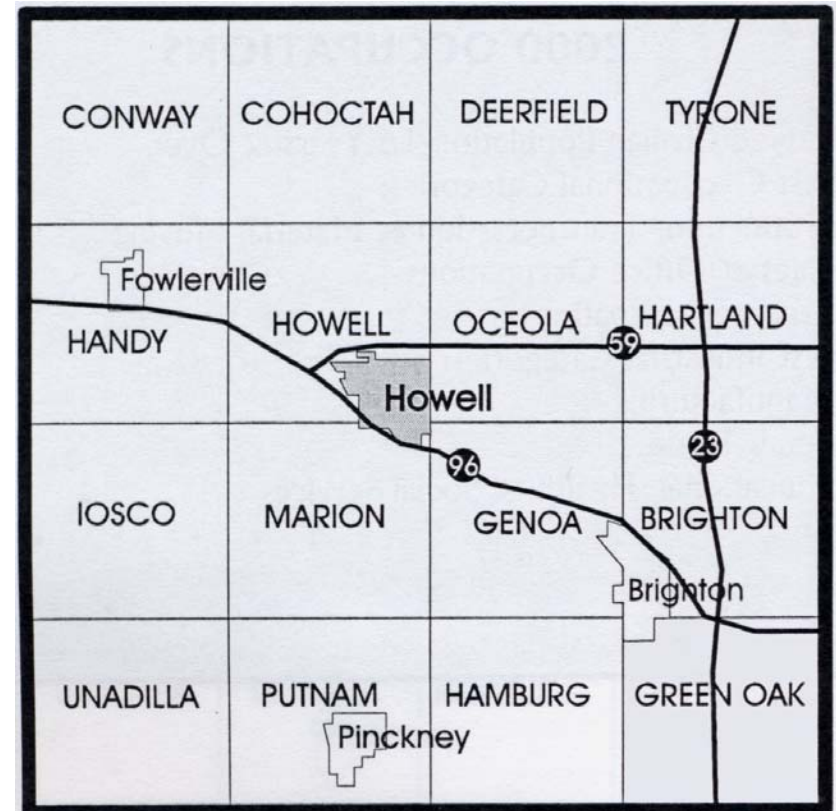 CONWAY COHOCTAH DEERFIELD TYRONE
Fowlerville
HANDY HOWELL OCEOLA HARTLAND
59
Howell
96 23
IOSCO MARION GENOA BRIGHTON
Brighton
UNADILLA PUTNAM HAMBURG GREEN OAK
Pinckney